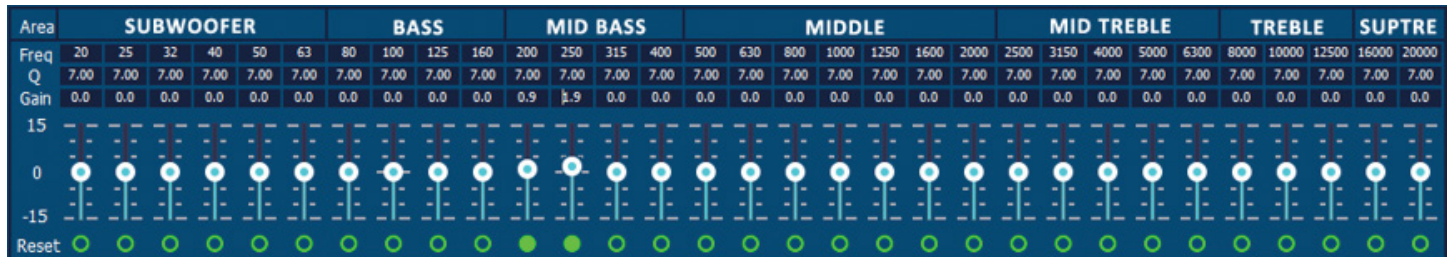 Area SUBWOOFER BASS MID BASS MIDDLE MID TREBLE TREBLE SUPTRE
Freq 20 25 32 40 50 63 80 100 125 160 200 250 315 400 500 630 800 1000 1250 1600 2000 2500 3150 4000 5000 6300 8000 10000 12500 16000 20000
Q 7.00 7.00 7.00 7.00 7.00 7.00 7.00 7.00 7.00 7.00 7.00 7.00 7.00 7.00 7.00 7.00 7.00 7.00 7.00 7.00 7.00 7.00 7.00 7.00 7.00 7.00 7.00 7.00 7.00 7.00 7.00
Gain 0.0 0.0 0.0 0.0 0.0 0.0 0.0 0.0 0.0 0.0 0.9 1.9 0.0 0.0 0.0 0.0 0.0 0.0 0.0 0.0 0.0 0.0 0.0 0.0 0.0 0.0 0.0 0.0 0.0 0.0 0.0
15
0
-15
Reset